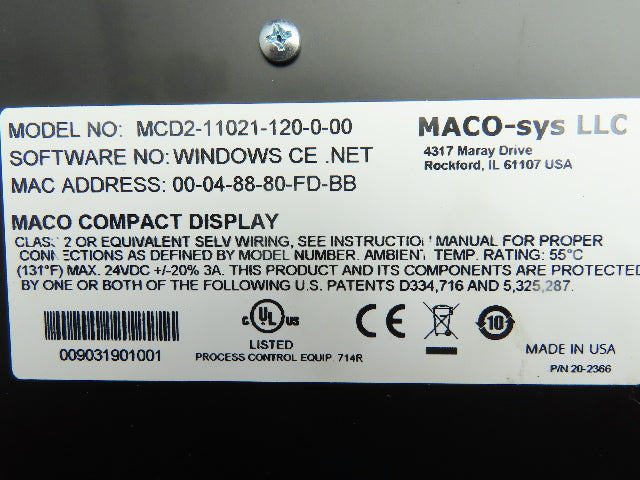 MODEL NO: MCD2-11021-120-0-00
SOFTWARE NO: WINDOWS CE .NET
MAC ADDRESS: 00-04-88-80-FD-BB
MACO-sys LLC
4317 Maray Drive
Rockford, IL 61107 USA
MACO COMPACT DISPLAY
CLASS 2 OR EQUIVALENT SELV WIRING, SEE INSTRUCTION MANUAL FOR PROPER
CONNECTIONS AS DEFINED BY MODEL NUMBER. AMBIENT TEMP. RATING: 55°C
(131°F) MAX. 24VDC +/-20% 3A. THIS PRODUCT AND ITS COMPONENTS ARE PROTECTED
BY ONE OR BOTH OF THE FOLLOWING U.S. PATENTS D334,716 AND 5,325,287.
009031901001
C UL US
LISTED
PROCESS CONTROL EQUIP. 714R
CE
10
MADE IN USA
P/N 20-2366